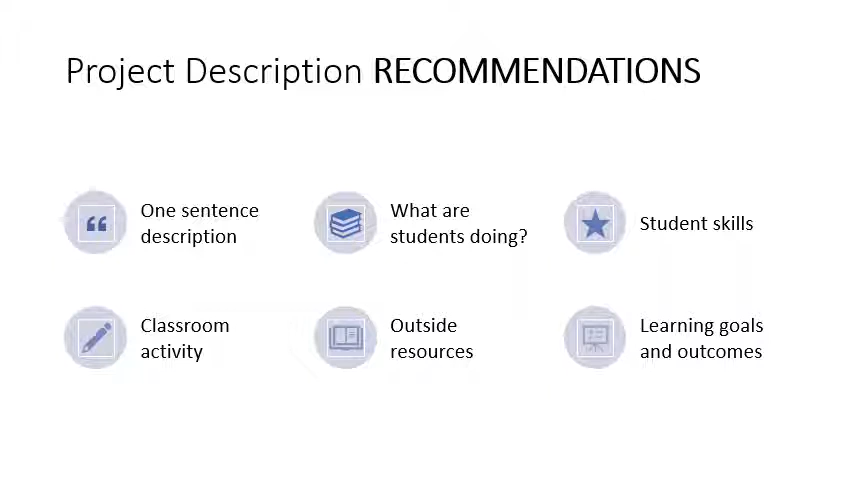 Project Description RECOMMENDATIONS
One sentence
description
What are
students doing?
Student skills
Classroom
activity
Outside
resources
Learning goals
and outcomes